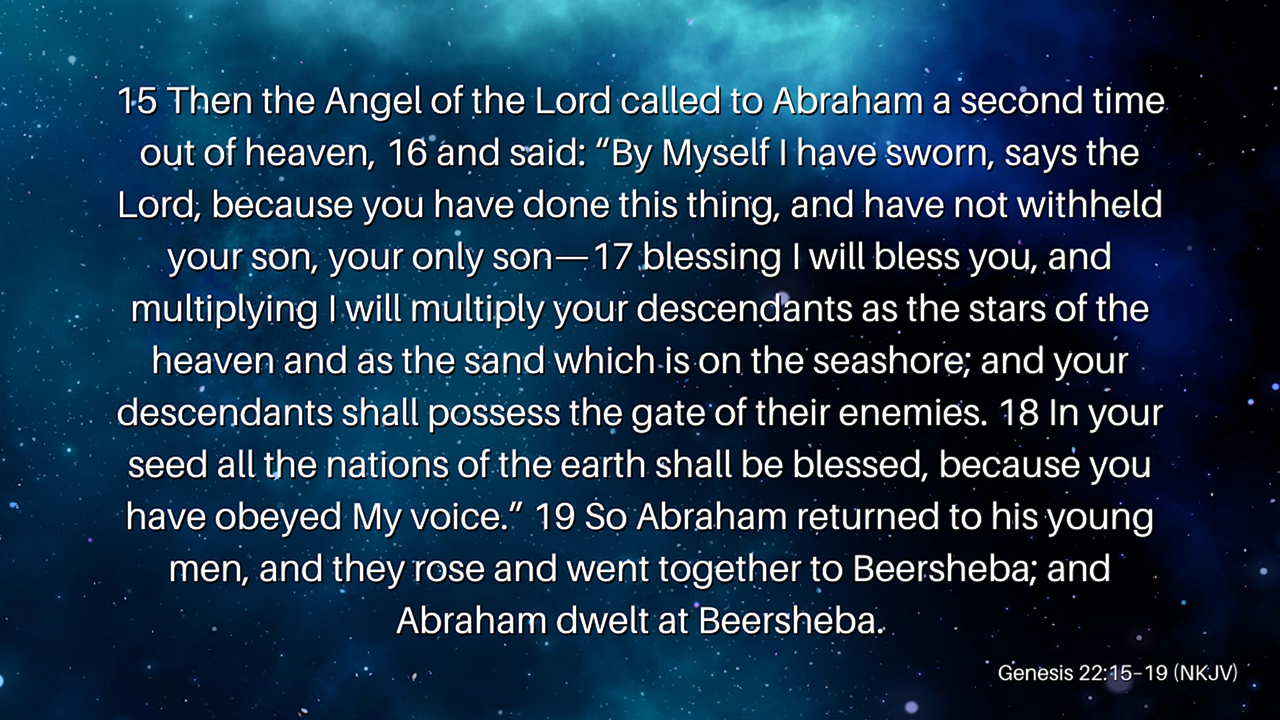 15 Then the Angel of the Lord called to Abraham a second time
out of heaven, 16 and said: “By Myself I have sworn, says the
Lord, because you have done this thing, and have not withheld
your son, your only son—17 blessing I will bless you, and
multiplying I will multiply your descendants as the stars of the
heaven and as the sand which is on the seashore; and your
descendants shall possess the gate of their enemies. 18 In your
seed all the nations of the earth shall be blessed, because you
have obeyed My voice.” 19 So Abraham returned to his young
men, and they rose and went together to Beersheba; and
Abraham dwelt at Beersheba.
Genesis 22:15–19 (NKJV)